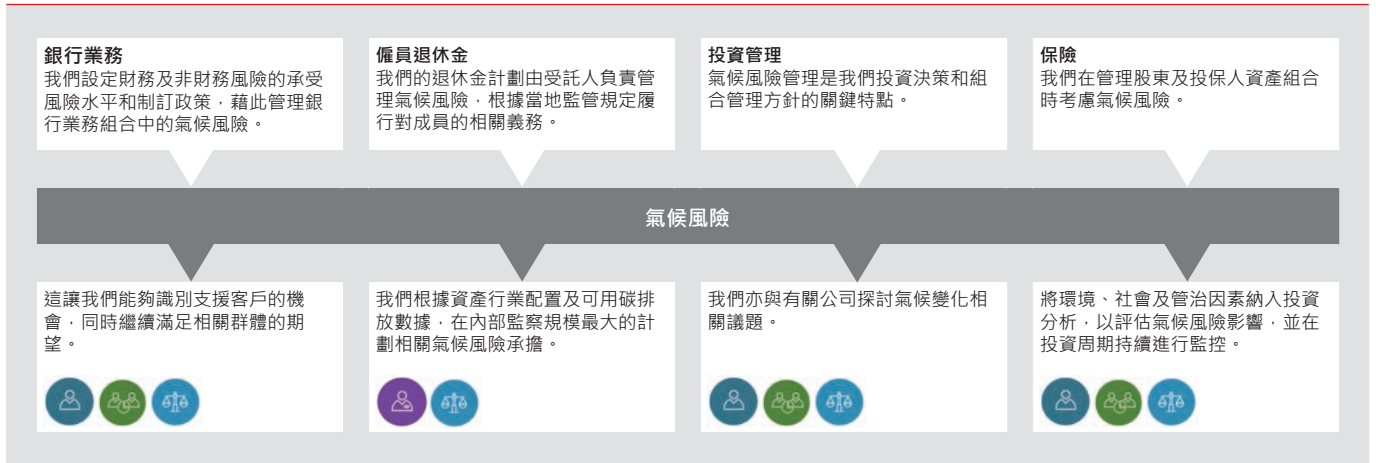 銀行業務
我們設定財務及非財務風險的承受
風險水平和制訂政策，藉此管理銀
行業務組合中的氣候風險。
僱員退休金
我們的退休金計劃由受託人負責管
理氣候風險，根據當地監管規定履
行對成員的相關義務。
投資管理
氣候風險管理是我們投資決策和組
合管理方針的關鍵特點。
保險
我們在管理股東及投保人資產組合
時考慮氣候風險。
氣候風險
這讓我們能夠識別支援客戶的機
會，同時繼續滿足相關群體的期
望。
我們根據資產行業配置及可用碳排
放數據，在內部監察規模最大的計
劃相關氣候風險承擔。
我們亦與有關公司探討氣候變化相
關議題。
將環境、社會及管治因素納入投資
分析，以評估氣候風險影響，並在
投資周期持續進行監控。